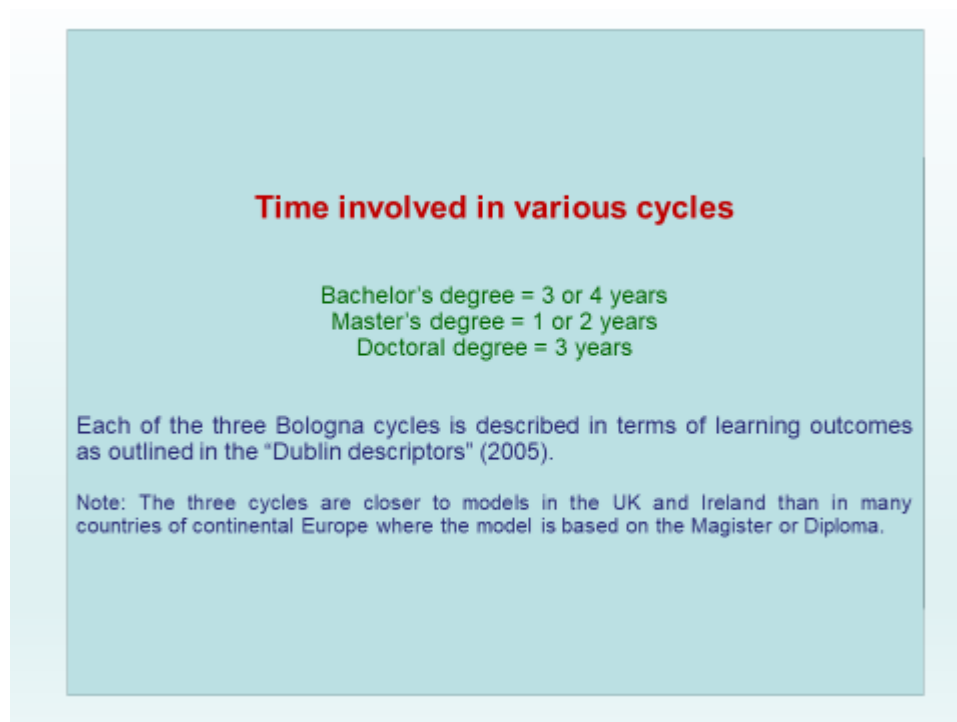 Time involved in various cycles
Bachelor's degree = 3 or 4 years
Master's degree = 1 or 2 years
Doctoral degree = 3 years
Each of the three Bologna cycles is described in terms of learning outcomes
as outlined in the “Dublin descriptors” (2005).
Note: The three cycles are closer to models in the UK and Ireland than in many
countries of continental Europe where the model is based on the Magister or Diploma.